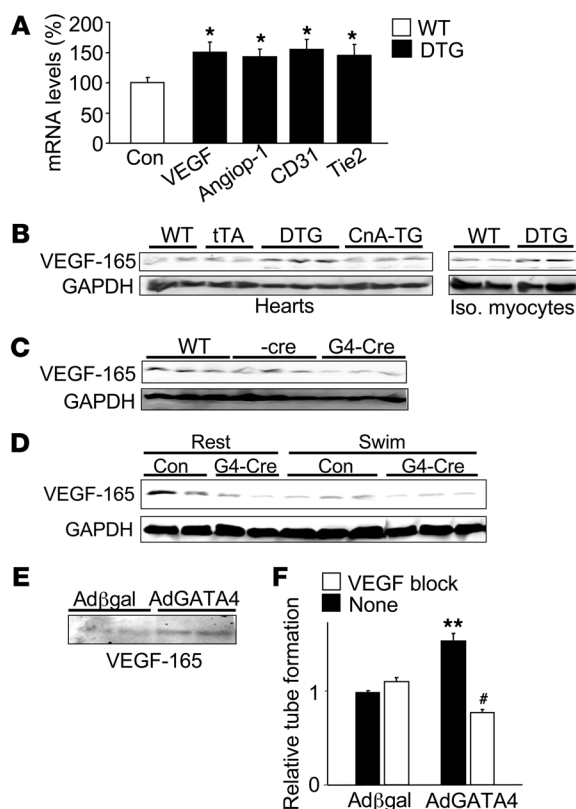 A
WT
DTG
mRNA levels (%)
200
150
100
50
0
* * * *
Con VEGF Angiop-1 CD31 Tie2
B
WT tTA DTG CnA-TG WT DTG
VEGF-165
GAPDH
Hearts Iso. myocytes
C
WT -cre G4-Cre
VEGF-165
GAPDH
D
Rest Swim
Con G4-Cre Con G4-Cre
VEGF-165
GAPDH
E
Adβgal AdGATA4
VEGF-165
F
VEGF block
None
Relative tube formation
1
0
**
#
Adβgal AdGATA4